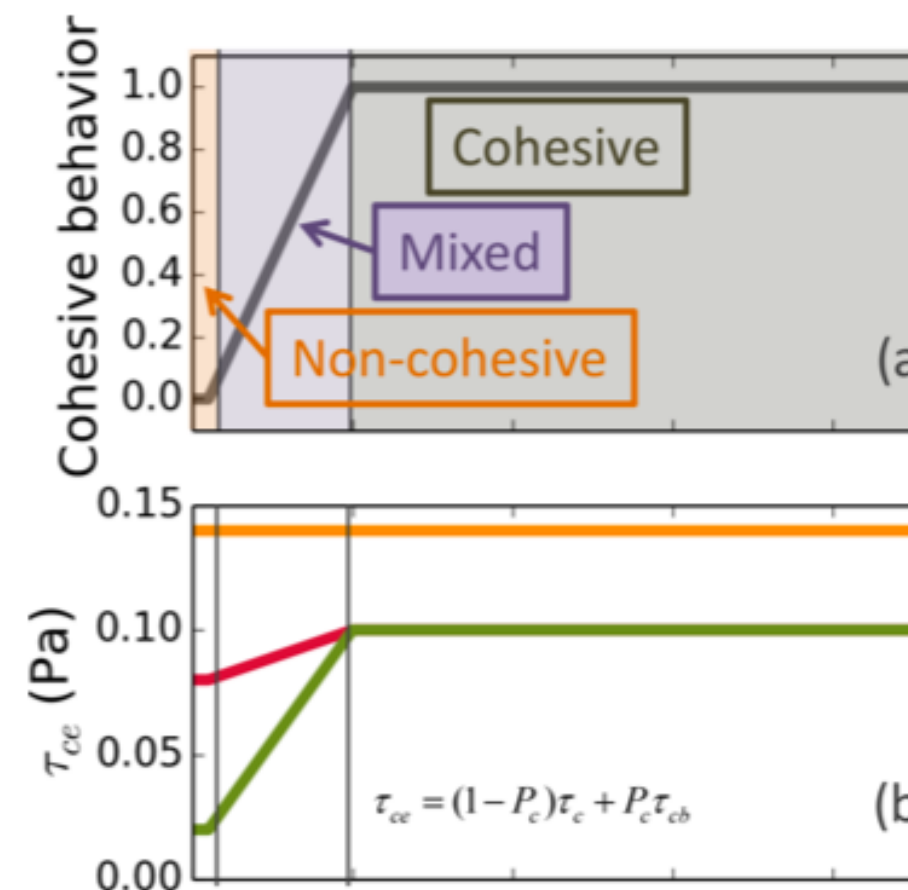 Cohesive behavior
1.0
0.8
0.6
0.4
0.2
0.0
Cohesive
Mixed
Non-cohesive
(a
τce (Pa)
0.15
0.10
0.05
0.00
τce = (1−Pc)τc + Pcτcb
(b